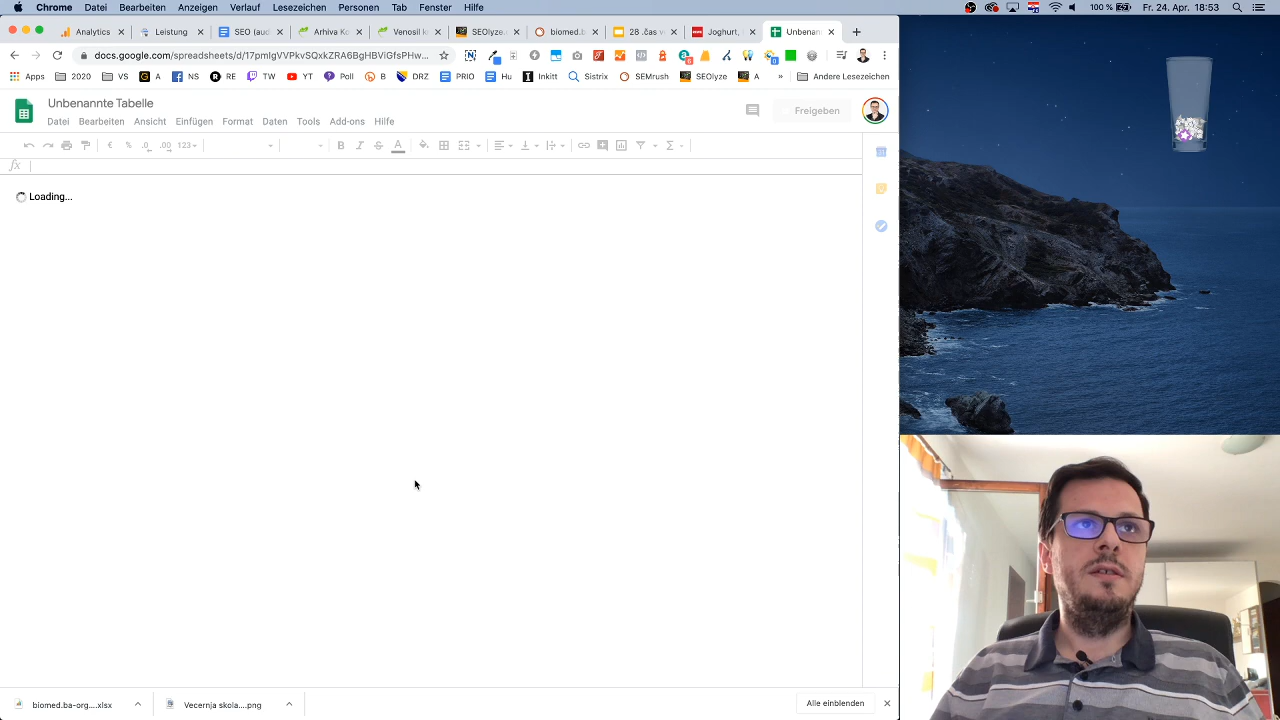 Chrome Datei Bearbeiten Anzeigen Verlauf Lesezeichen Personen Tab Fenster Hilfe 100 % Fr. 24. Apr. 18:53
Analytics Leistung SEO (aud Arhiva Ko Venosil k SEOlyze. biomed.b 28 .čas v Joghurt, Unbenan
docs.google.com/spreadsheets/d/
Apps 2020 VS A NS RE TW YT Poll B DRZ PRIO Hu Inkitt Sistrix SEMrush SEOlyze A » Andere Lesezeichen
Unbenannte Tabelle
Datei Bearbeiten Ansicht Einfügen Format Daten Tools Add-ons Hilfe
Freigeben
€ % .0 .00 123 B I S A Σ
fx
Loading...
biomed.ba-org....xlsx Vecernja skola....png Alle einblenden